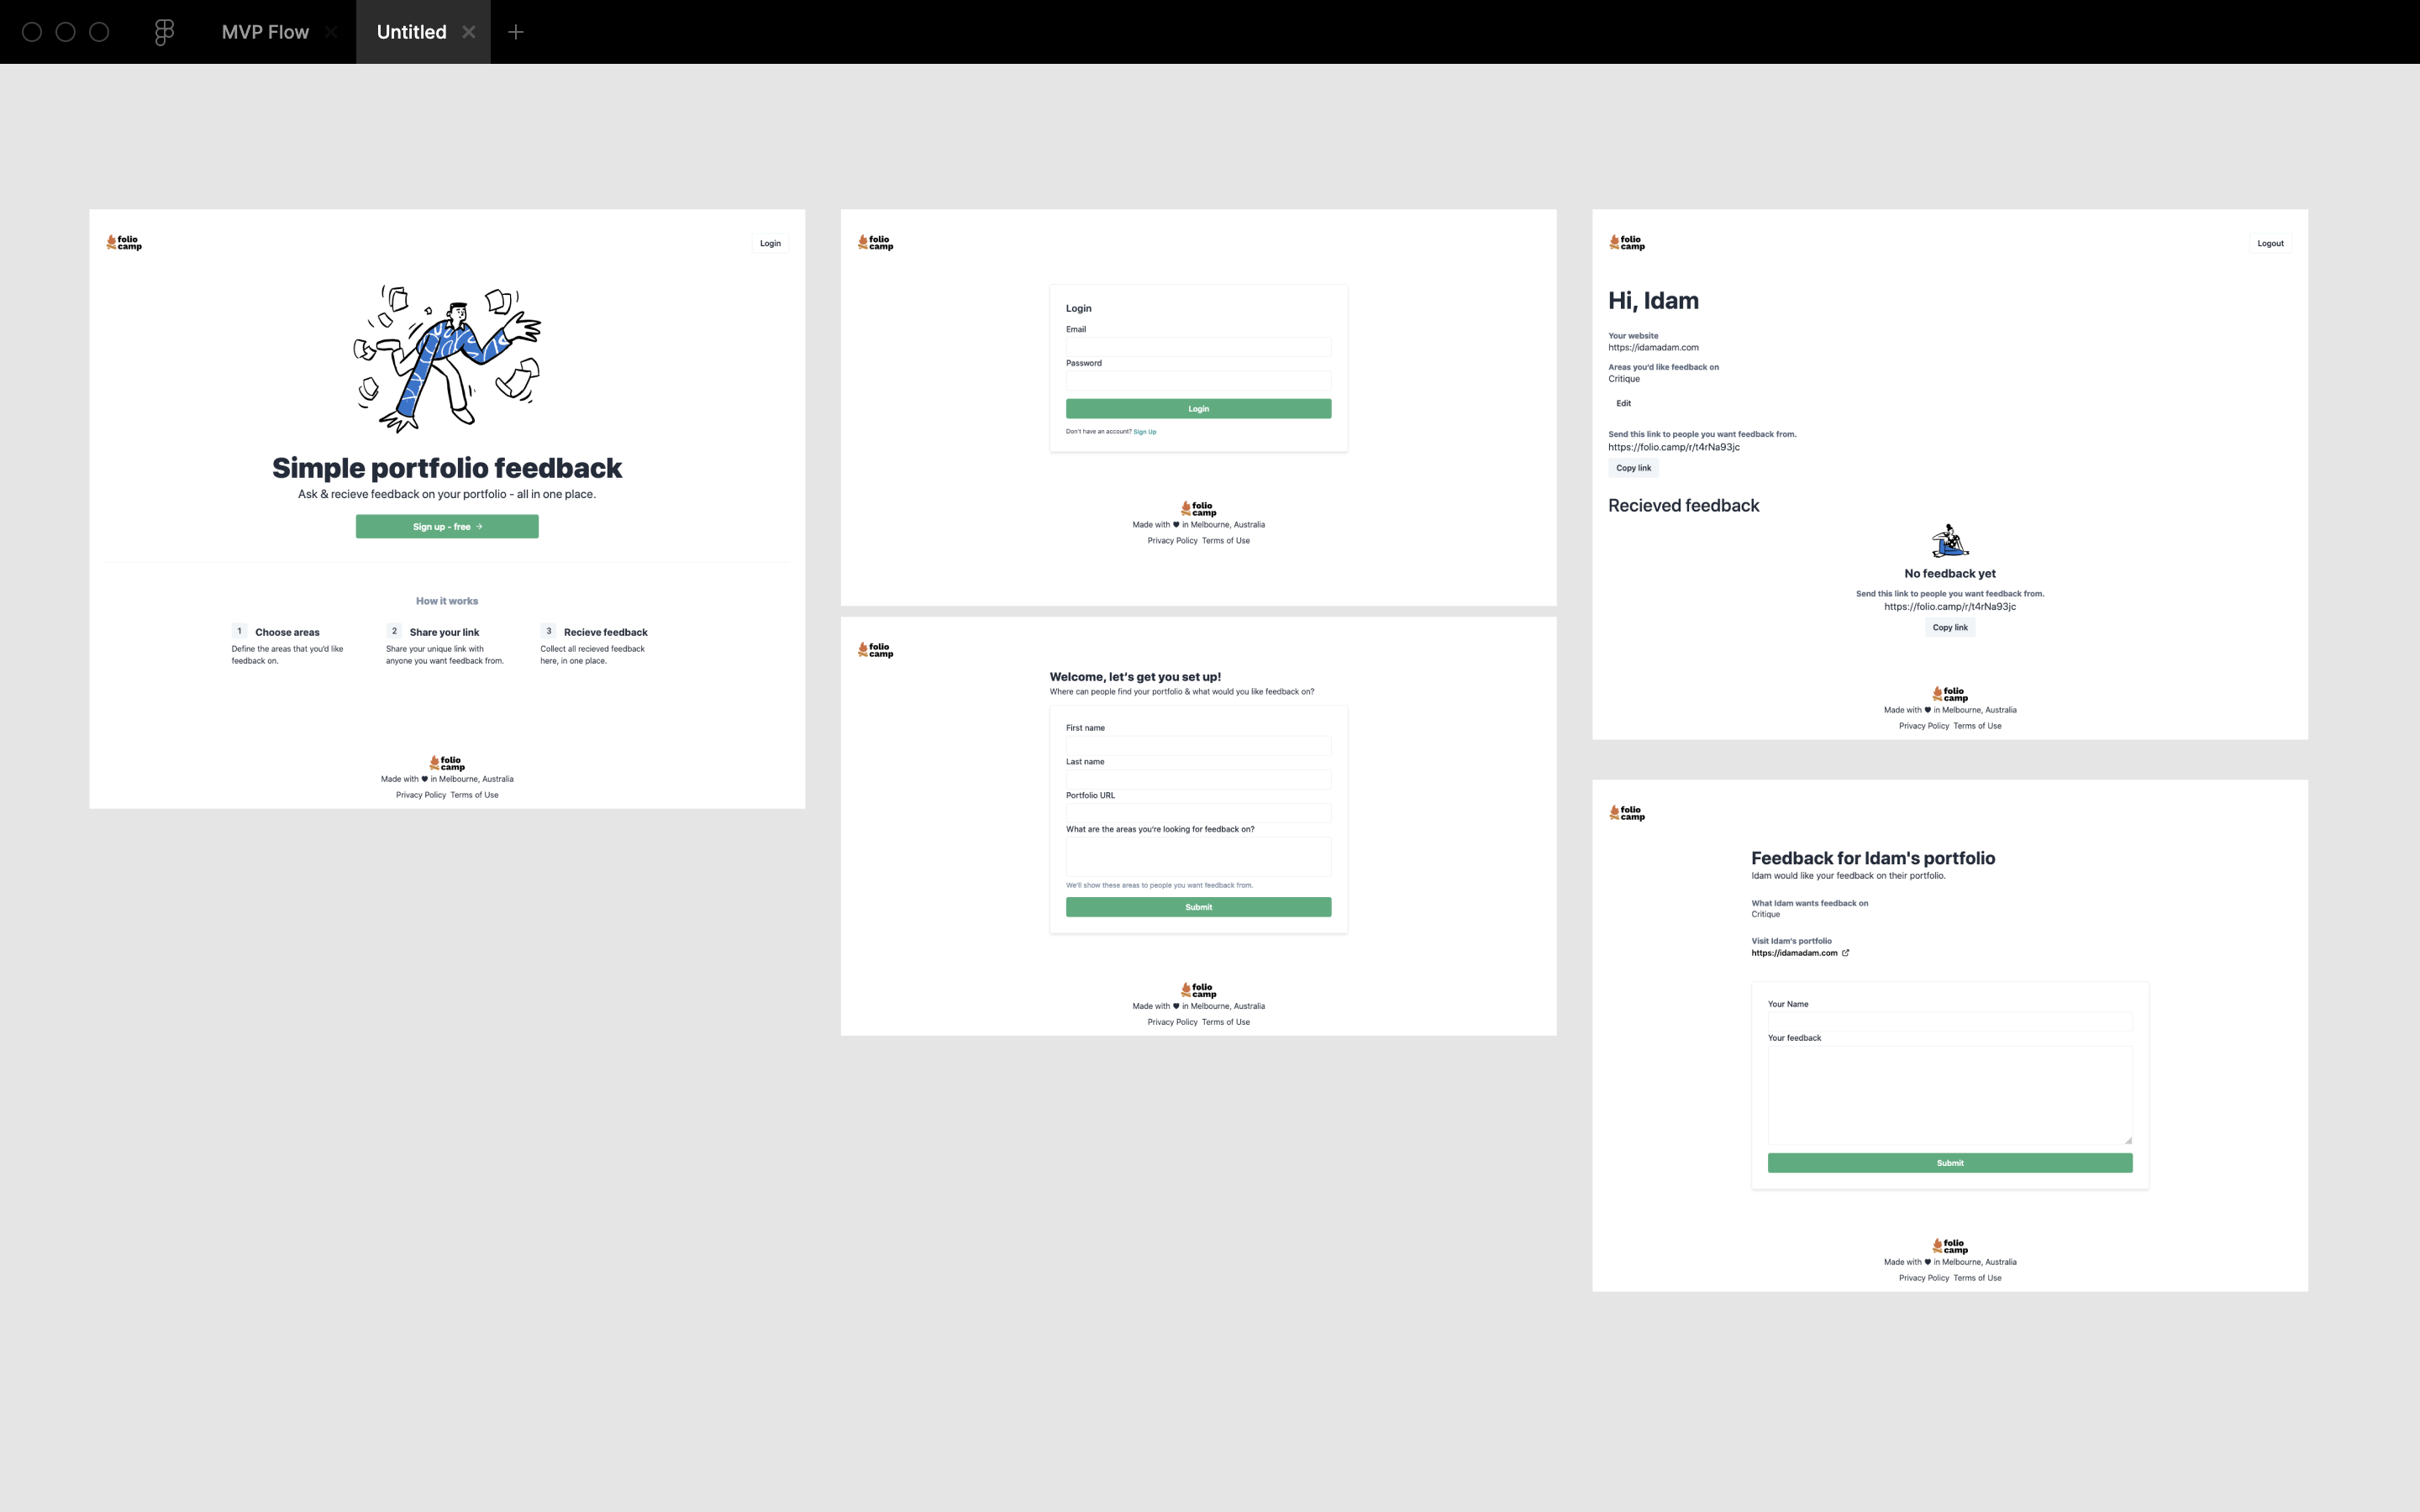 MVP Flow
Untitled
folio
camp
Login
Simple portfolio feedback
Ask & recieve feedback on your portfolio - all in one place.
Sign up - free →
How it works
1 Choose areas
Define the areas that you'd like
feedback on.
2 Share your link
Share your unique link with
anyone you want feedback from.
3 Recieve feedback
Collect all recieved feedback
here, in one place.
folio
camp
Made with ♥ in Melbourne, Australia
Privacy Policy Terms of Use
folio
camp
Login
Email
Password
Login
Don't have an account? Sign Up
folio
camp
Made with ♥ in Melbourne, Australia
Privacy Policy Terms of Use
folio
camp
Welcome, let's get you set up!
Where can people find your portfolio & what would you like feedback on?
First name
Last name
Portfolio URL
What are the areas you're looking for feedback on?
We'll show these areas to people you want feedback from.
Submit
folio
camp
Made with ♥ in Melbourne, Australia
Privacy Policy Terms of Use
folio
camp
Logout
Hi, Idam
Your website
https://idamadam.com
Areas you'd like feedback on
Critique
Edit
Send this link to people you want feedback from.
https://folio.camp/r/t4rNa93jc
Copy link
Recieved feedback
No feedback yet
Send this link to people you want feedback from.
https://folio.camp/r/t4rNa93jc
Copy link
folio
camp
Made with ♥ in Melbourne, Australia
Privacy Policy Terms of Use
folio
camp
Feedback for Idam's portfolio
Idam would like your feedback on their portfolio.
What Idam wants feedback on
Critique
Visit Idam's portfolio
https://idamadam.com
Your Name
Your feedback
Submit
folio
camp
Made with ♥ in Melbourne, Australia
Privacy Policy Terms of Use